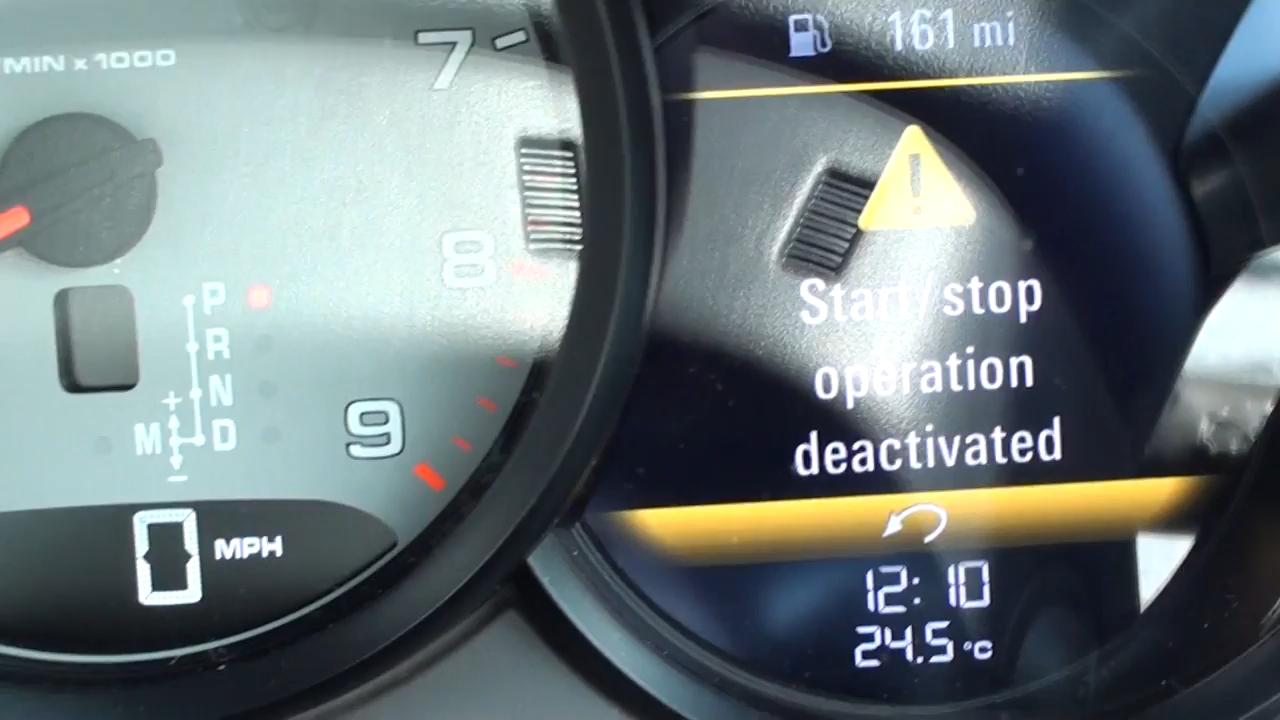 /MIN x 1000
7
8
9
P
R
N
+
M D
−
0 MPH
161 mi
!
Start/stop
operation
deactivated
12:10
24.5 °C